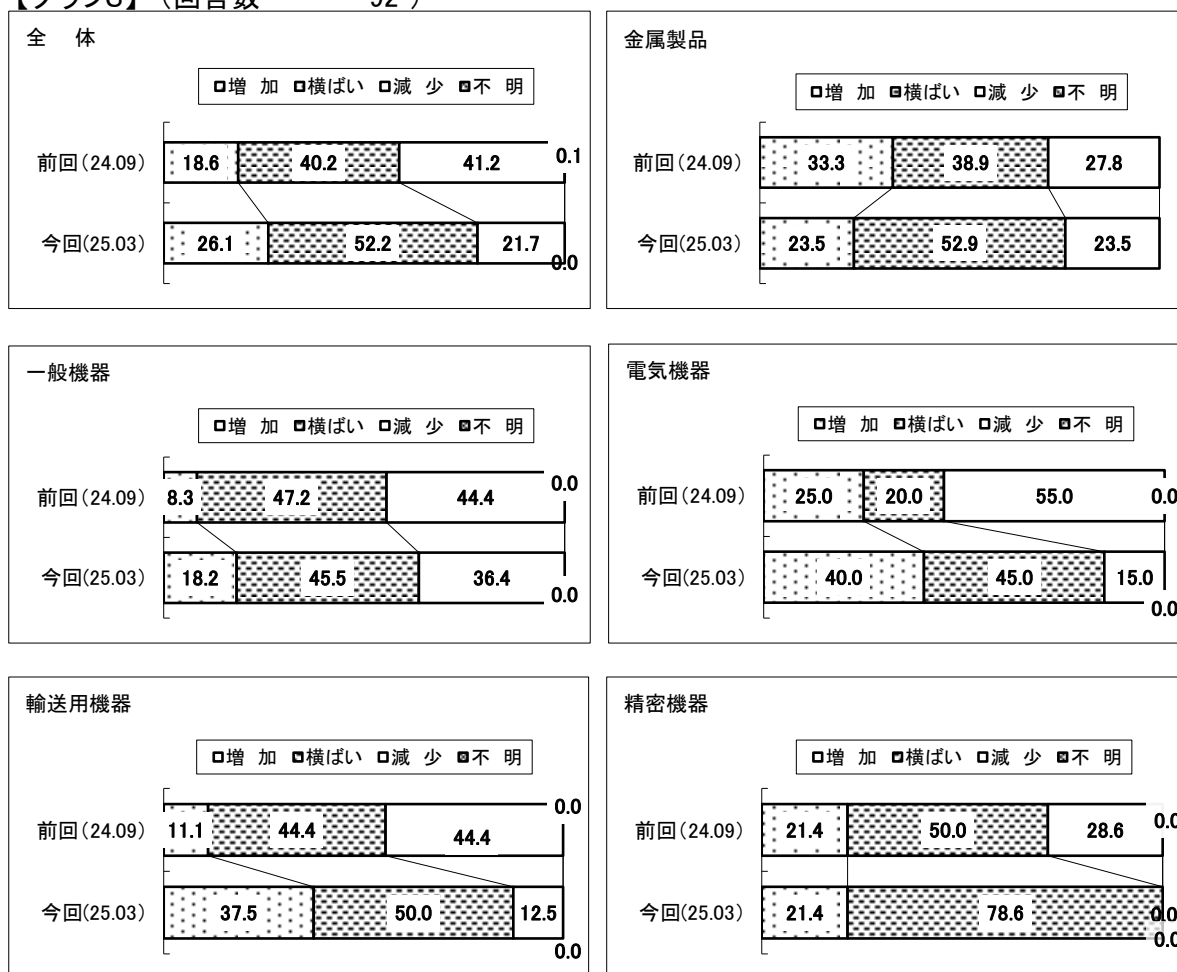 【プランG】（回答数 92 ）
全 体
□増 加 □横ばい □減 少 □不 明
前回(24.09) 18.6 40.2 41.2 0.1
今回(25.03) 26.1 52.2 21.7 0.0
金属製品
□増 加 □横ばい □減 少 □不 明
前回(24.09) 33.3 38.9 27.8
今回(25.03) 23.5 52.9 23.5
一般機器
□増 加 □横ばい □減 少 □不 明
前回(24.09) 8.3 47.2 44.4 0.0
今回(25.03) 18.2 45.5 36.4 0.0
電気機器
□増 加 □横ばい □減 少 □不 明
前回(24.09) 25.0 20.0 55.0 0.0
今回(25.03) 40.0 45.0 15.0 0.0
輸送用機器
□増 加 □横ばい □減 少 □不 明
前回(24.09) 11.1 44.4 44.4 0.0
今回(25.03) 37.5 50.0 12.5 0.0
精密機器
□増 加 □横ばい □減 少 □不 明
前回(24.09) 21.4 50.0 28.6 0.0
今回(25.03) 21.4 78.6 0.0 0.0